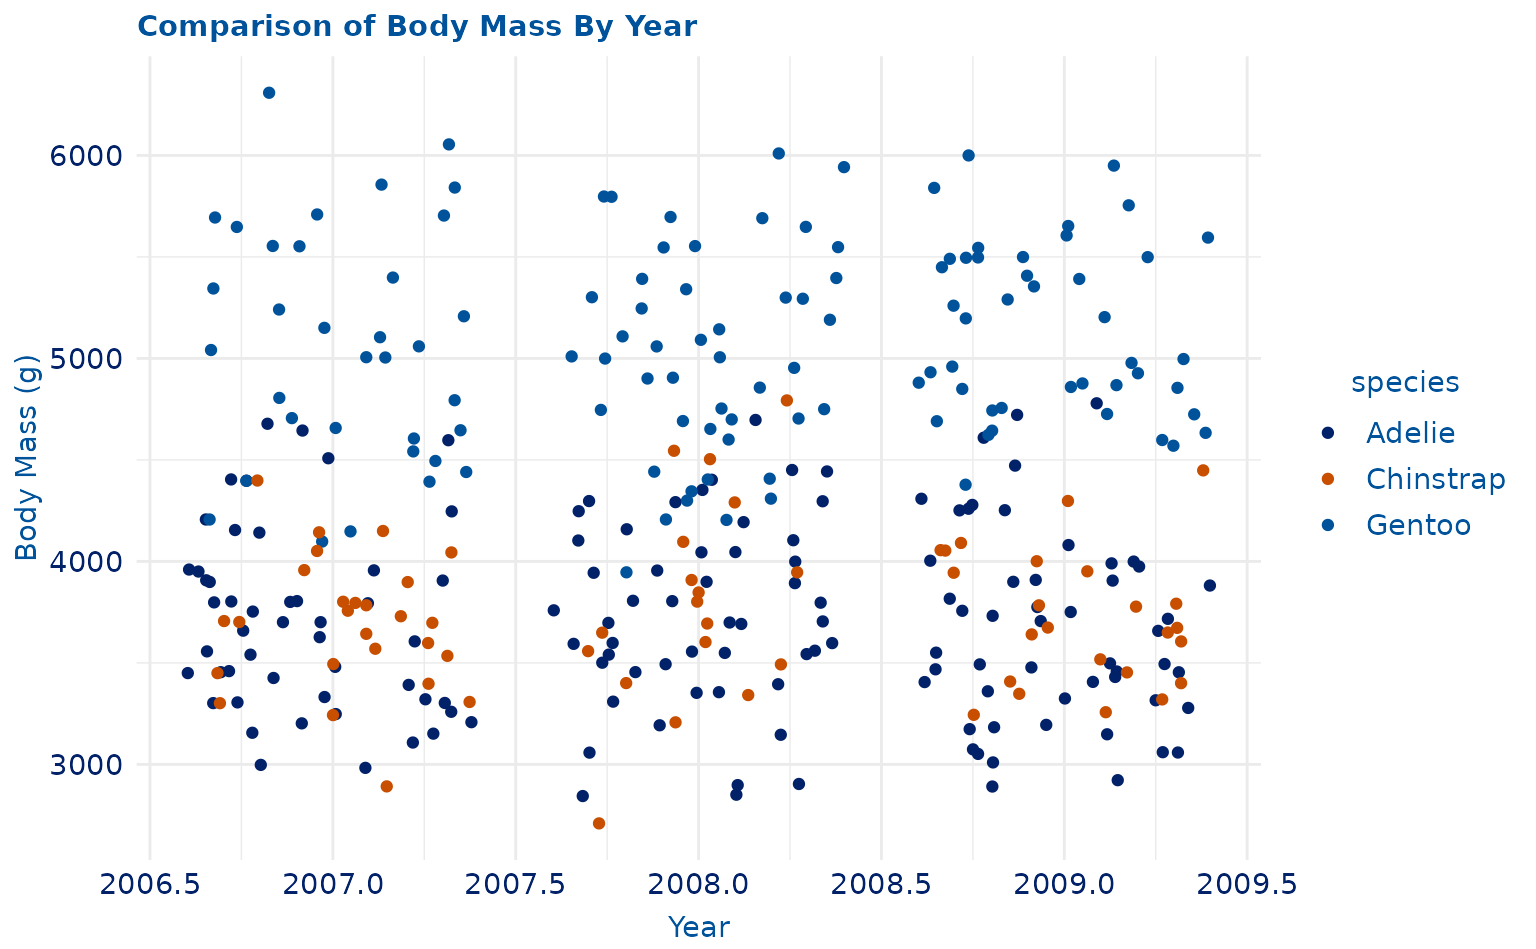 Comparison of Body Mass By Year
Body Mass (g)
6000
5000
4000
3000
2006.5 2007.0 2007.5 2008.0 2008.5 2009.0 2009.5
Year
species
Adelie
Chinstrap
Gentoo